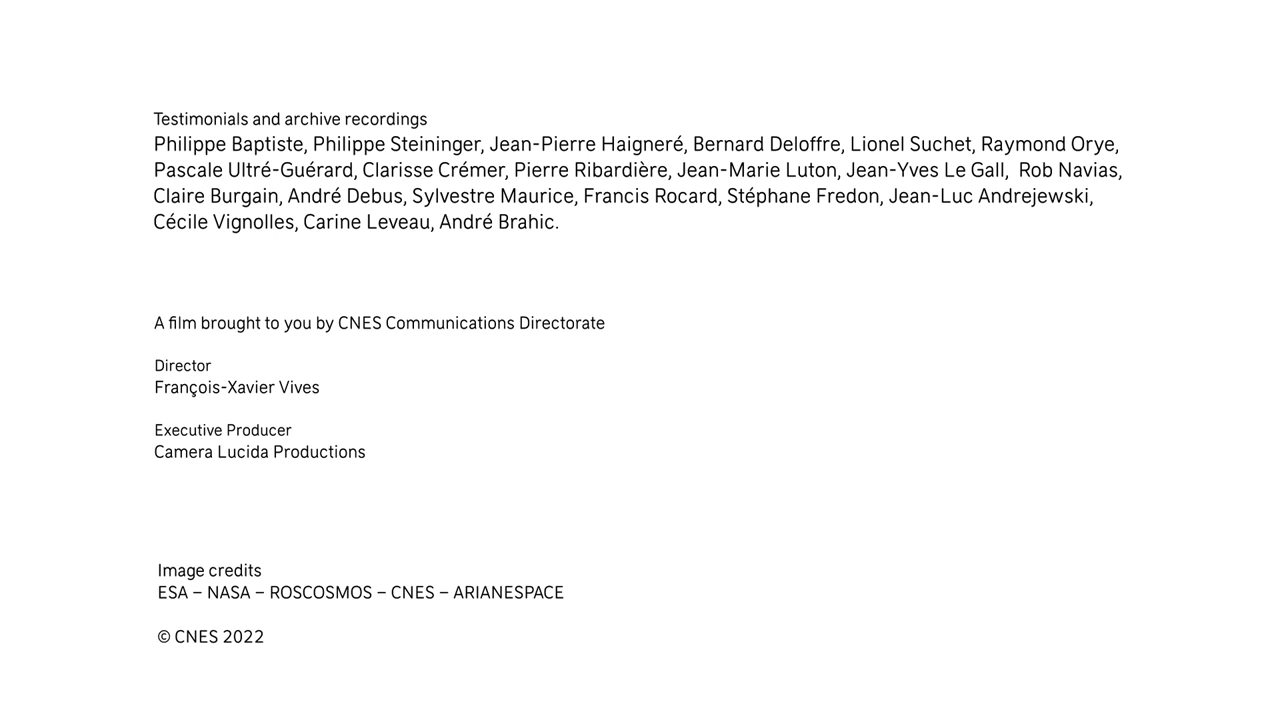 Testimonials and archive recordings
Philippe Baptiste, Philippe Steininger, Jean-Pierre Haigneré, Bernard Deloffre, Lionel Suchet, Raymond Orye,
Pascale Ultré-Guérard, Clarisse Crémer, Pierre Ribardière, Jean-Marie Luton, Jean-Yves Le Gall,  Rob Navias,
Claire Burgain, André Debus, Sylvestre Maurice, Francis Rocard, Stéphane Fredon, Jean-Luc Andrejewski,
Cécile Vignolles, Carine Leveau, André Brahic.
A film brought to you by CNES Communications Directorate
Director
François-Xavier Vives
Executive Producer
Camera Lucida Productions
Image credits
ESA – NASA – ROSCOSMOS – CNES – ARIANESPACE
© CNES 2022